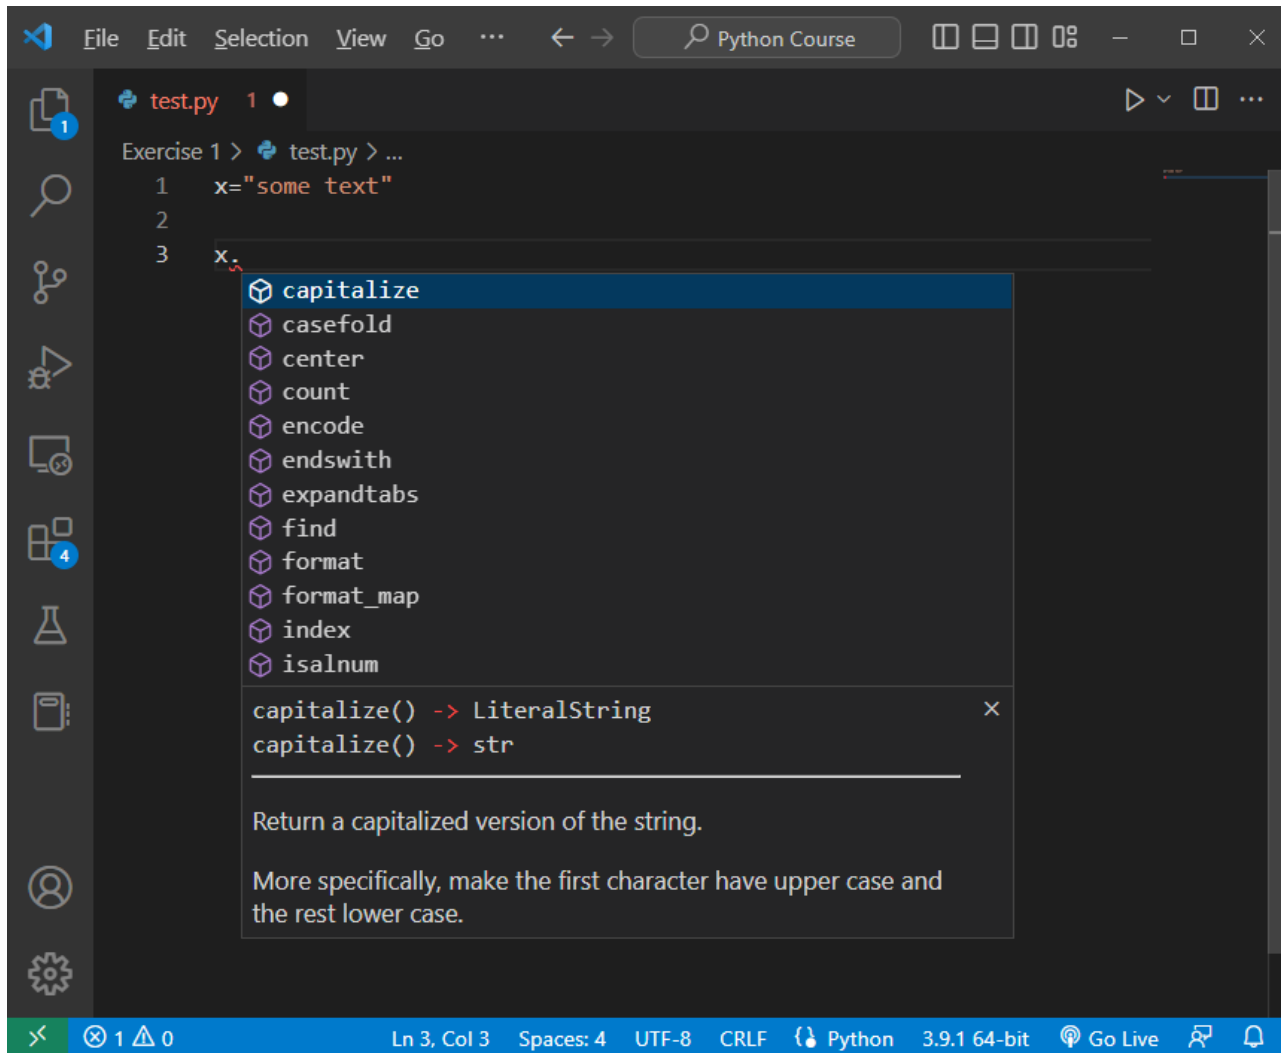 File Edit Selection View Go ... Python Course
test.py 1
Exercise 1 > test.py > ...
1 x="some text"
2
3 x.
capitalize
casefold
center
count
encode
endswith
expandtabs
find
format
format_map
index
isalnum
capitalize() -> LiteralString
capitalize() -> str
Return a capitalized version of the string.
More specifically, make the first character have upper case and
the rest lower case.
1
4
1 0 Ln 3, Col 3 Spaces: 4 UTF-8 CRLF Python 3.9.1 64-bit Go Live